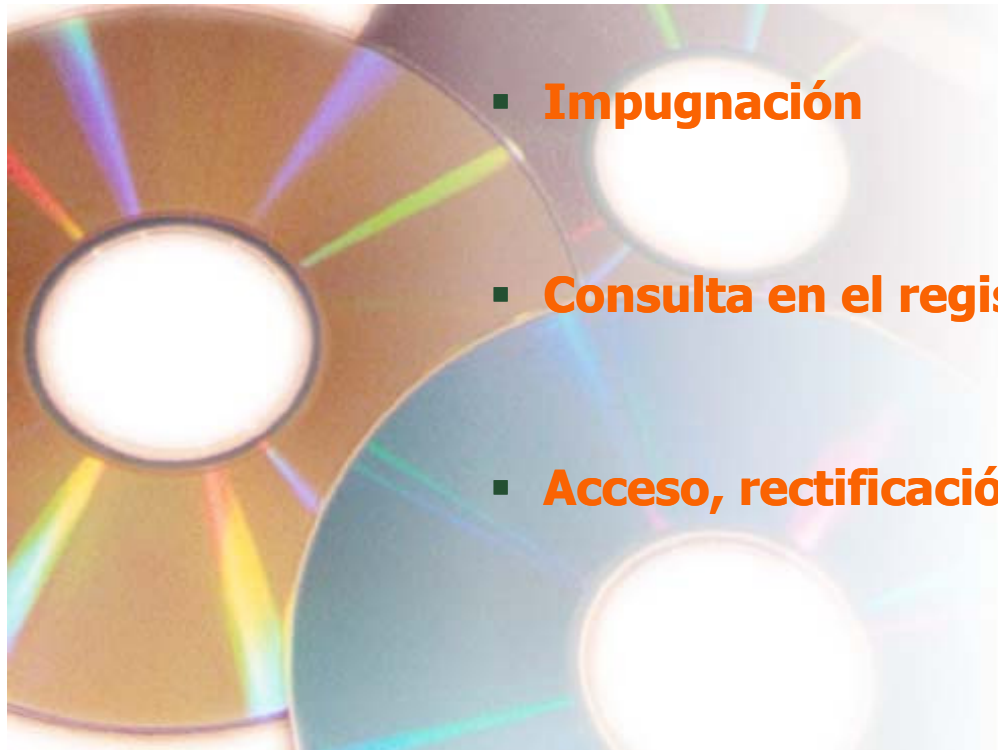 ▪ Impugnación
▪ Consulta en el regis
▪ Acceso, rectificació